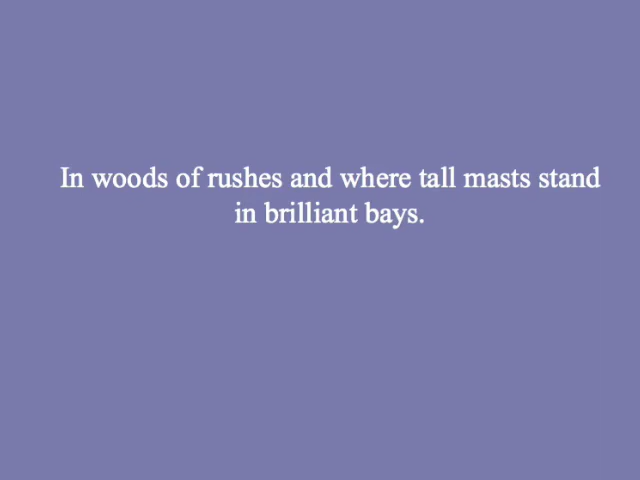 In woods of rushes and where tall masts stand
in brilliant bays.